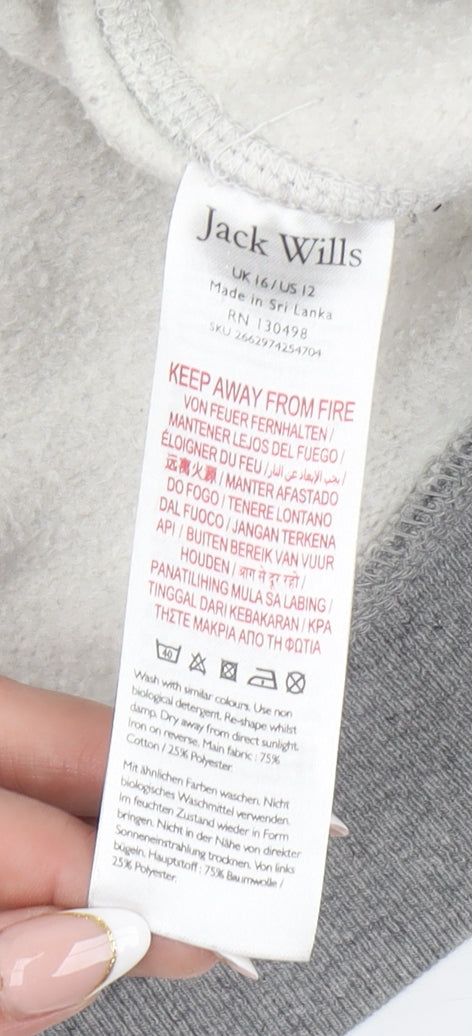 Jack Wills
UK 16 / US 12
Made in Sri Lanka
RN 130498
SKU 2662974254704
KEEP AWAY FROM FIRE
VON FEUER FERNHALTEN /
MANTENER LEJOS DEL FUEGO /
ÉLOIGNER DU FEU / يجب الإبعاد عن النار /
远离火源 / MANTER AFASTADO
DO FOGO / TENERE LONTANO
DAL FUOCO / JANGAN TERKENA
API / BUITEN BEREIK VAN VUUR
HOUDEN / आग से दूर रहो /
PANATILIHING MULA SA LABING /
TINGGAL DARI KEBAKARAN / ΚΡΑ
ΤΗΣΤΕ ΜΑΚΡΙΑ ΑΠΟ ΤΗ ΦΩΤΙΑ
40
Wash with similar colours. Use non
biological detergent. Re-shape whilst
damp. Dry away from direct sunlight.
Iron on reverse. Main fabric : 75%
Cotton / 25% Polyester.
Mit ähnlichen Farben waschen. Nicht
biologisches Waschmittel verwenden.
Im feuchten Zustand wieder in Form
bringen. Nicht in der Nähe von direkter
Sonneneinstrahlung trocknen. Von links
bügeln. Hauptstoff : 75% Baumwolle /
25% Polyester.